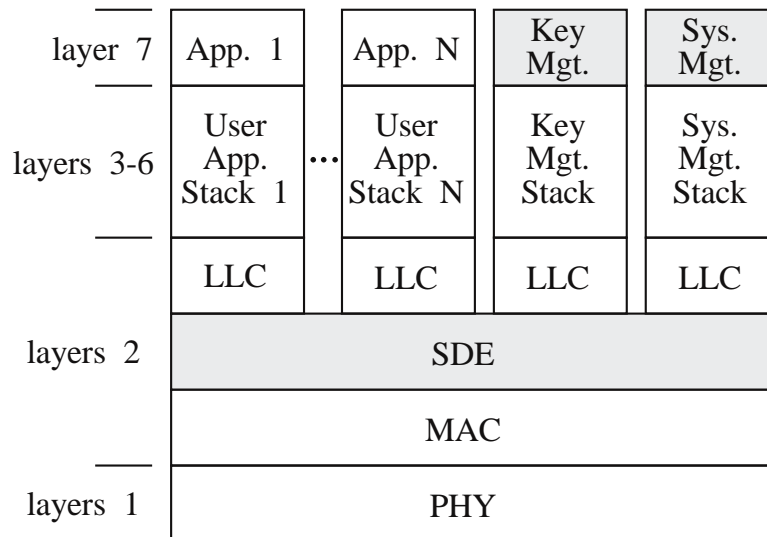 layer 7
App. 1
App. N
Key
Mgt.
Sys.
Mgt.
layers 3-6
User
App.
Stack 1
...
User
App.
Stack N
Key
Mgt.
Stack
Sys.
Mgt.
Stack
LLC
LLC
LLC
LLC
layers 2
SDE
MAC
layers 1
PHY